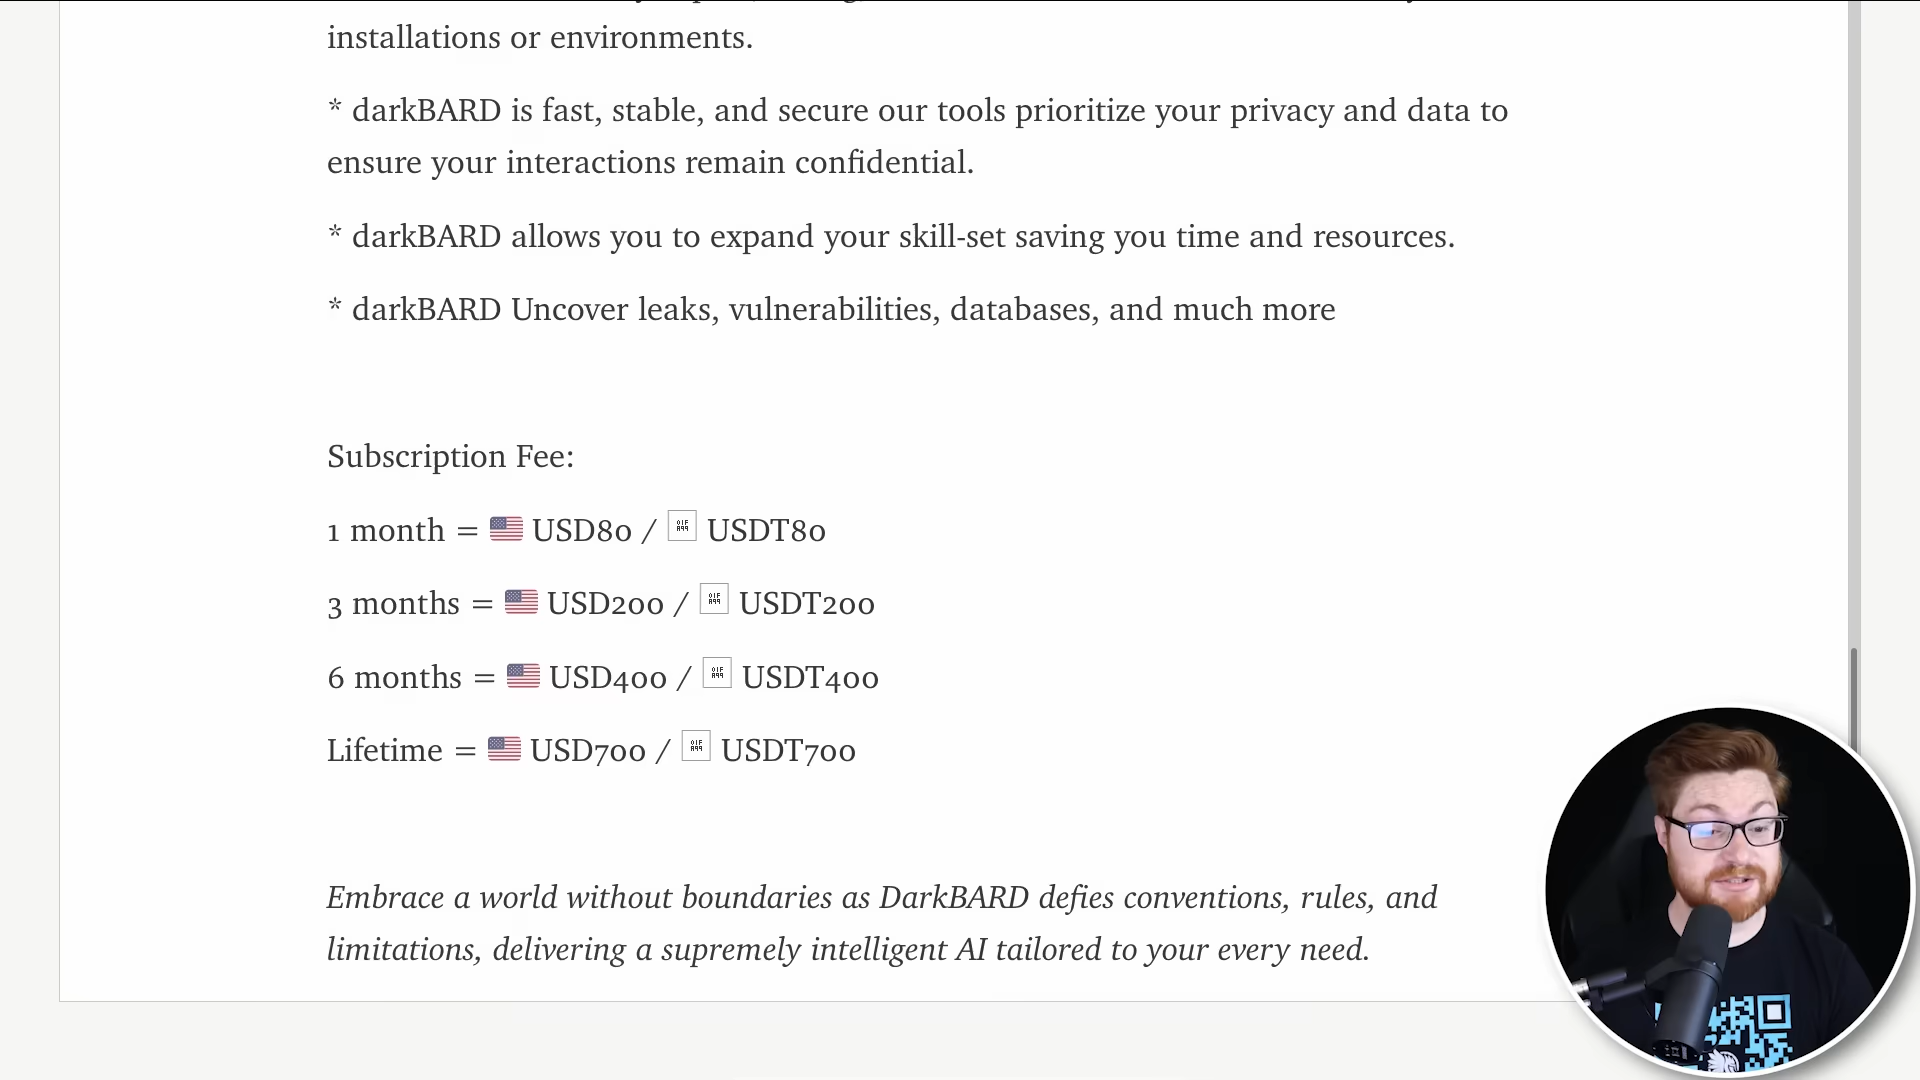 installations or environments.
* darkBARD is fast, stable, and secure our tools prioritize your privacy and data to
ensure your interactions remain confidential.
* darkBARD allows you to expand your skill-set saving you time and resources.
* darkBARD Uncover leaks, vulnerabilities, databases, and much more
Subscription Fee:
1 month = 🇺🇸 USD80 / USDT80
3 months = 🇺🇸 USD200 / USDT200
6 months = 🇺🇸 USD400 / USDT400
Lifetime = 🇺🇸 USD700 / USDT700
Embrace a world without boundaries as DarkBARD defies conventions, rules, and
limitations, delivering a supremely intelligent AI tailored to your every need.